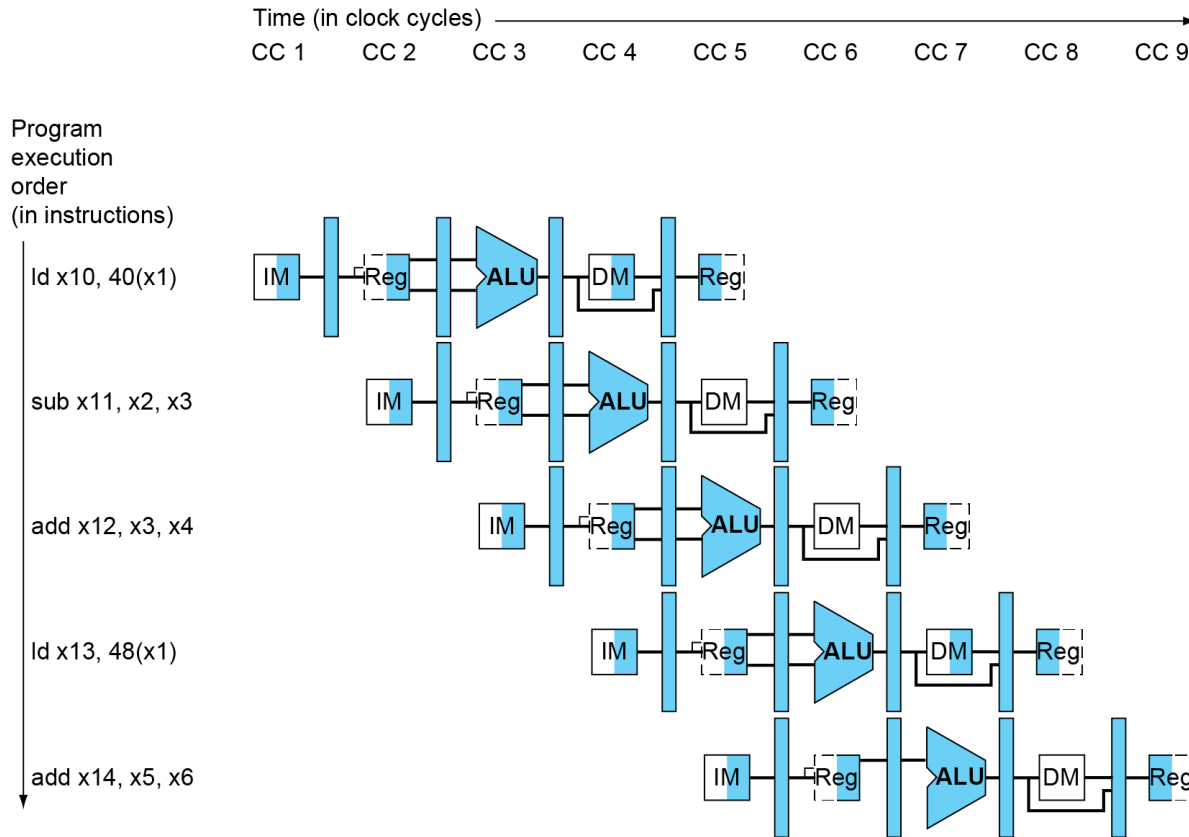 Time (in clock cycles)
CC 1 CC 2 CC 3 CC 4 CC 5 CC 6 CC 7 CC 8 CC 9
Program
execution
order
(in instructions)
ld x10, 40(x1)
IM Reg ALU DM Reg
sub x11, x2, x3
IM Reg ALU DM Reg
add x12, x3, x4
IM Reg ALU DM Reg
ld x13, 48(x1)
IM Reg ALU DM Reg
add x14, x5, x6
IM Reg ALU DM Reg